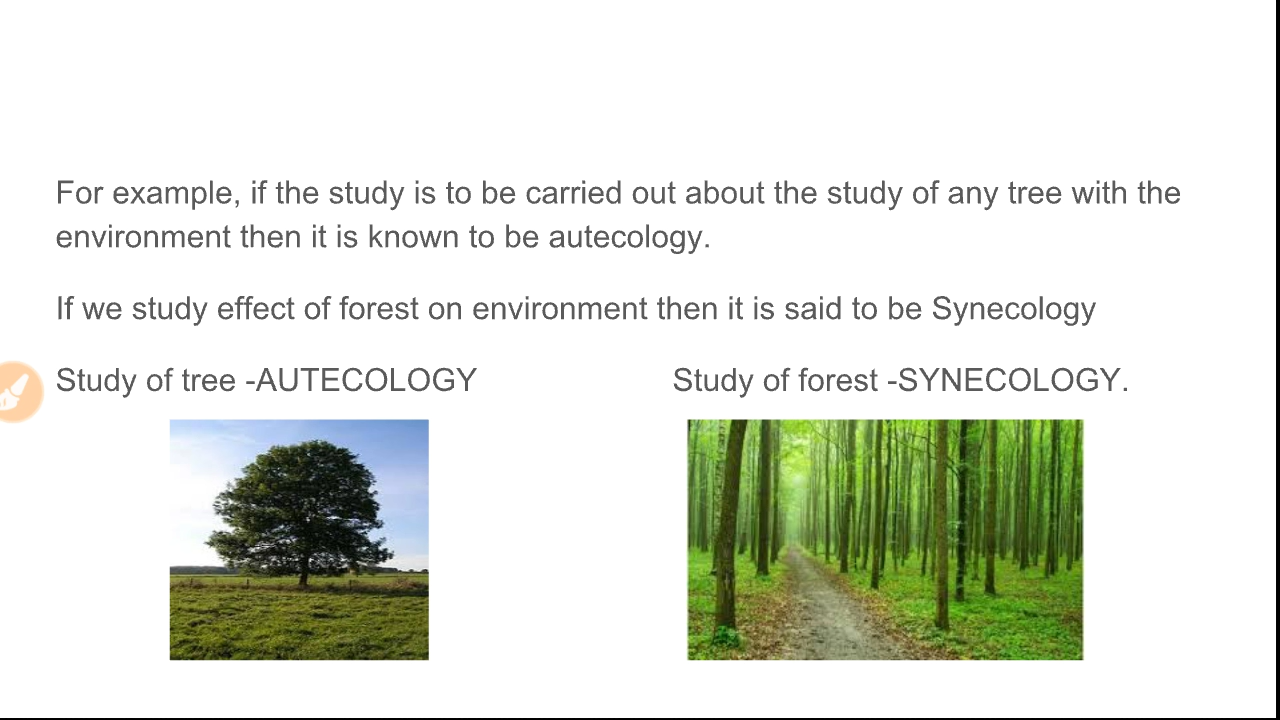 For example, if the study is to be carried out about the study of any tree with the
environment then it is known to be autecology.
If we study effect of forest on environment then it is said to be Synecology
Study of tree -AUTECOLOGY
Study of forest -SYNECOLOGY.